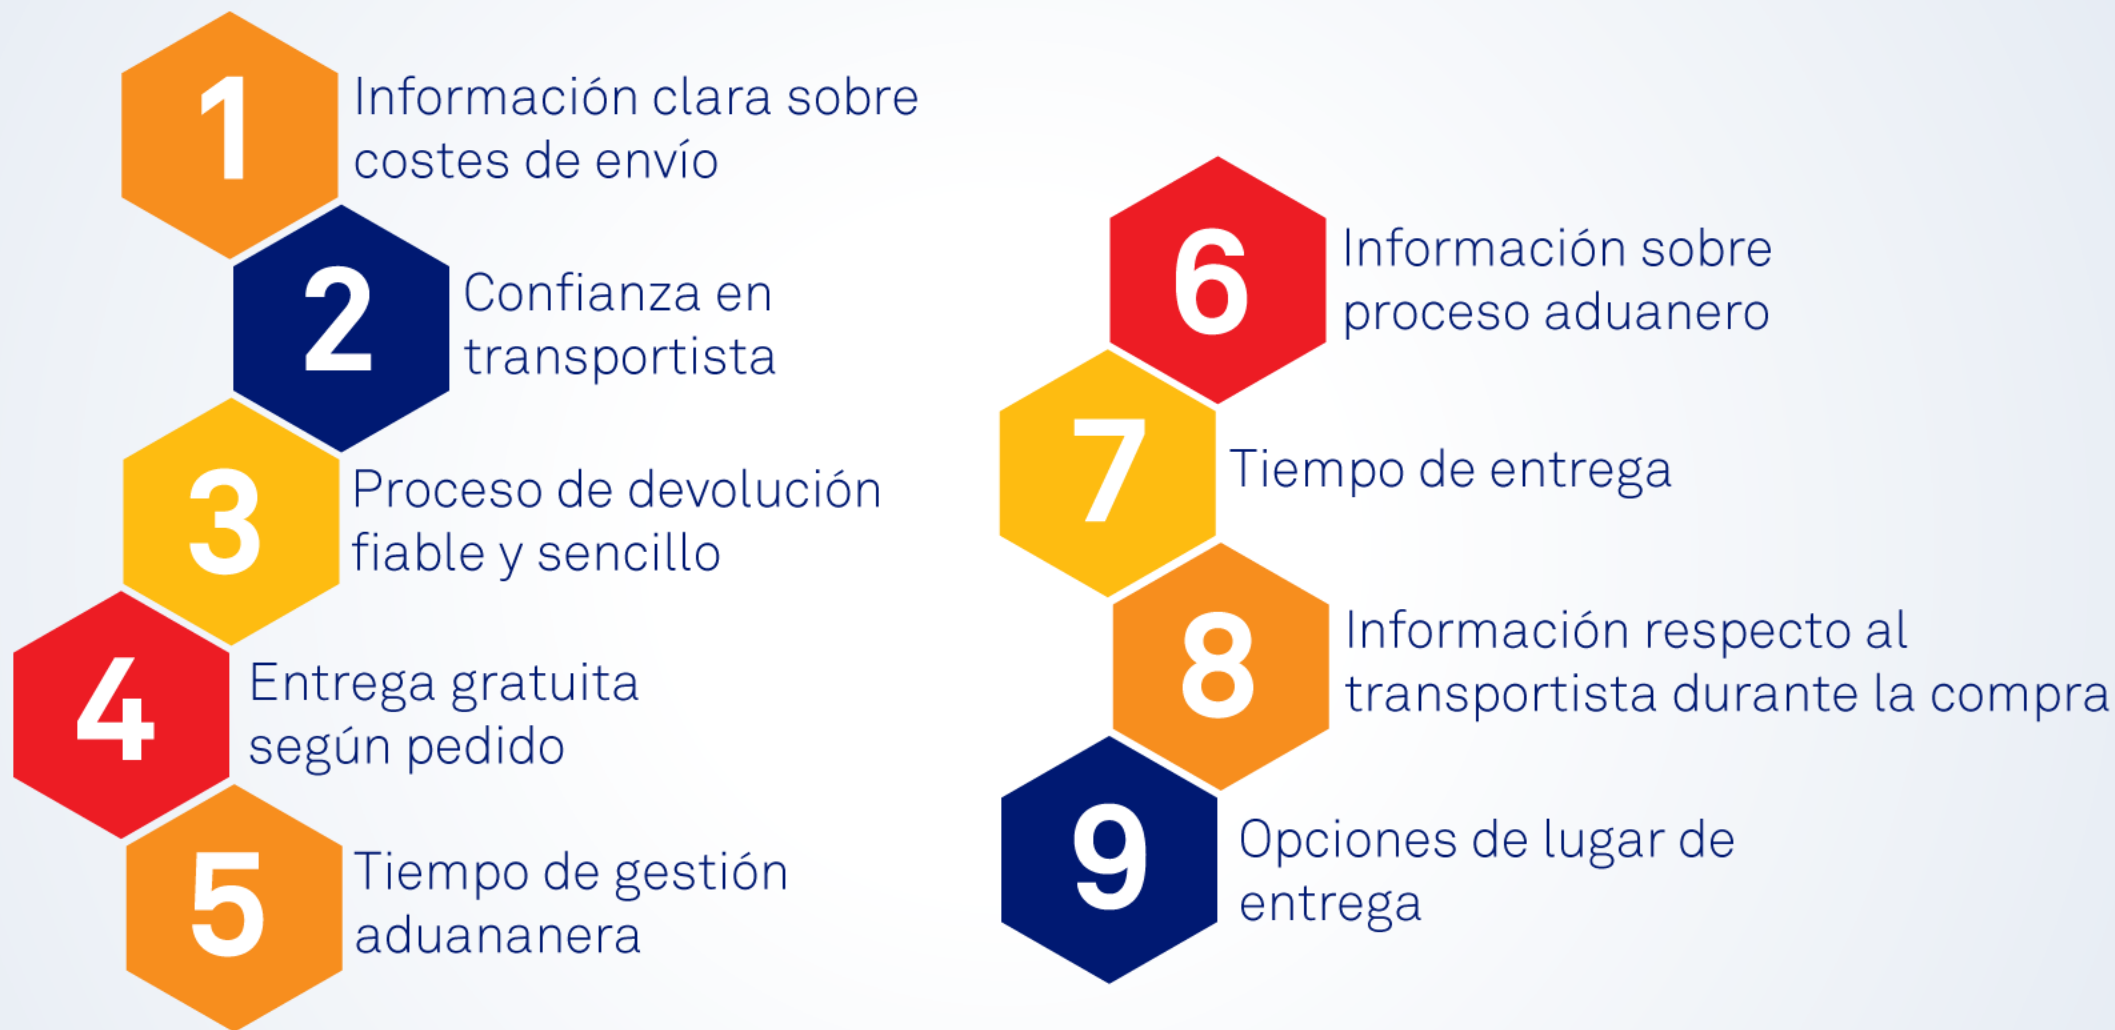 1
Información clara sobre
costes de envío
2
Confianza en
transportista
3
Proceso de devolución
fiable y sencillo
4
Entrega gratuita
según pedido
5
Tiempo de gestión
aduananera
6
Información sobre
proceso aduanero
7
Tiempo de entrega
8
Información respecto al
transportista durante la compra
9
Opciones de lugar de
entrega